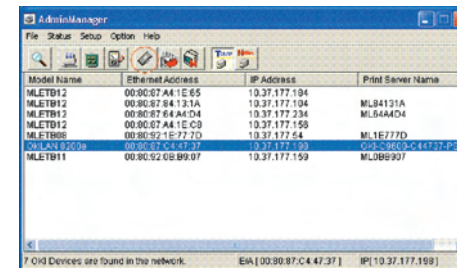 AdminManager
File Status Setup Option Help
Model Name Ethernet Address IP Address Print Server Name
MLETB12 00:80:87:A4:1E:65 10.37.177.184
MLETB12 00:80:87:84:13:1A 10.37.177.104 ML84131A
MLETB12 00:80:87:64:A4:D4 10.37.177.234 ML64A4D4
MLETB12 00:80:87:A4:1E:C8 10.37.177.158
MLETB08 00:80:92:1E:77:7D 10.37.177.54 ML1E777D
OkiLAN 8200e 00:80:87:C4:47:37 10.37.177.198 OKI-C9600-C44737-PS
MLETB11 00:80:92:0B:B9:07 10.37.177.159 ML0BB907
7 OKI Devices are found in the network. E/A [00:80:87:C4:47:37] IP[10.37.177.198]